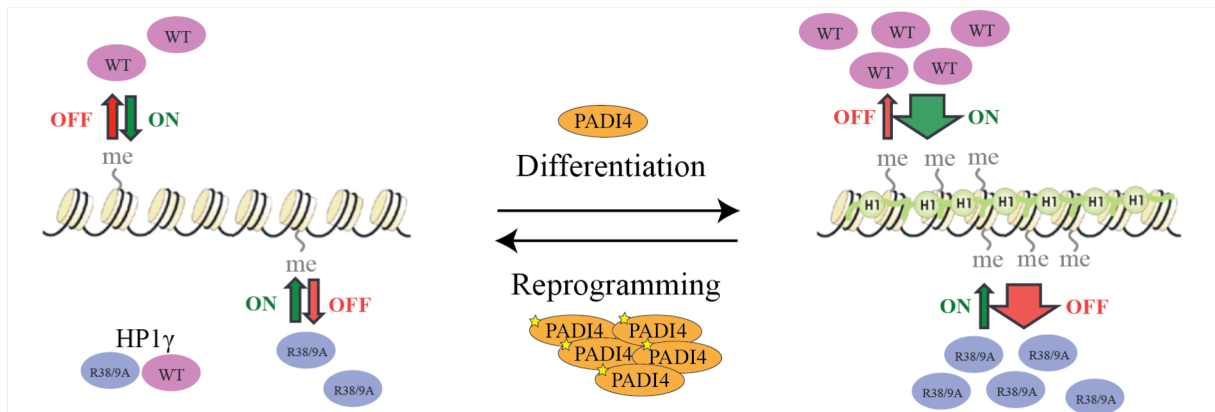 WT
WT
OFF
ON
me
me
ON
OFF
HP1γ
R38/9A
WT
R38/9A
R38/9A
PADI4
Differentiation
Reprogramming
PADI4
PADI4
PADI4
PADI4
PADI4
WT
WT
WT
WT
WT
OFF
ON
me
me
me
H1
H1
H1
H1
H1
H1
H1
me
me
me
ON
OFF
R38/9A
R38/9A
R38/9A
R38/9A
R38/9A